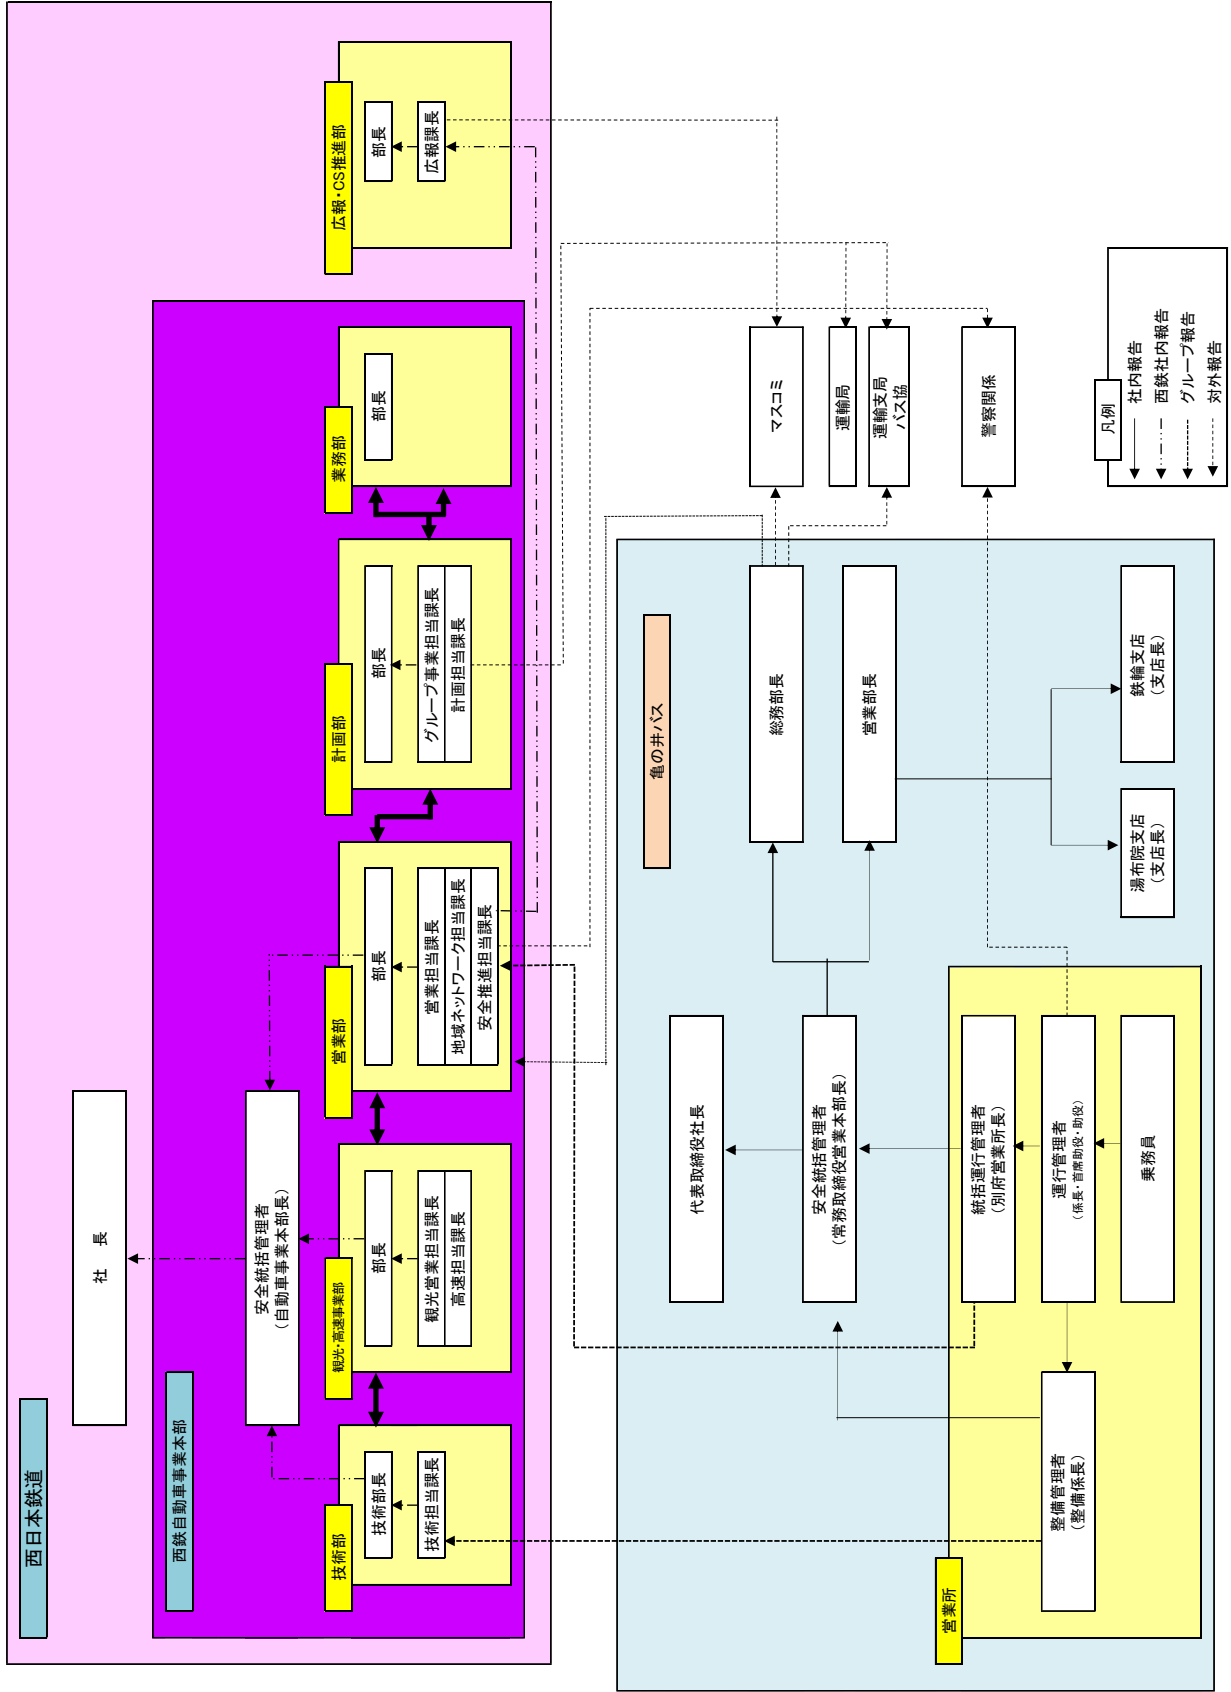 西日本鉄道
社　長
西鉄自動車事業本部
安全統括管理者
（自動車事業本部長）
技術部
技術部長
技術担当課長
観光・高速事業部
部長
観光営業担当課長
高速担当課長
営業部
部長
営業担当課長
地域ネットワーク担当課長
安全推進担当課長
計画部
部長
グループ事業担当課長
計画担当課長
業務部
部長
広報・CS推進部
部長
広報課長
亀の井バス
代表取締役社長
安全統括管理者
（常務取締役営業本部長）
総務部長
営業部長
湯布院支店
（支店長）
鉄輪支店
（支店長）
営業所
統括運行管理者
（別府営業所長）
運行管理者
（係長・首席助役・助役）
乗務員
整備管理者
（整備係長）
マスコミ
運輸局
運輸支局
バス協
警察関係
凡例
社内報告
西鉄社内報告
グループ報告
対外報告